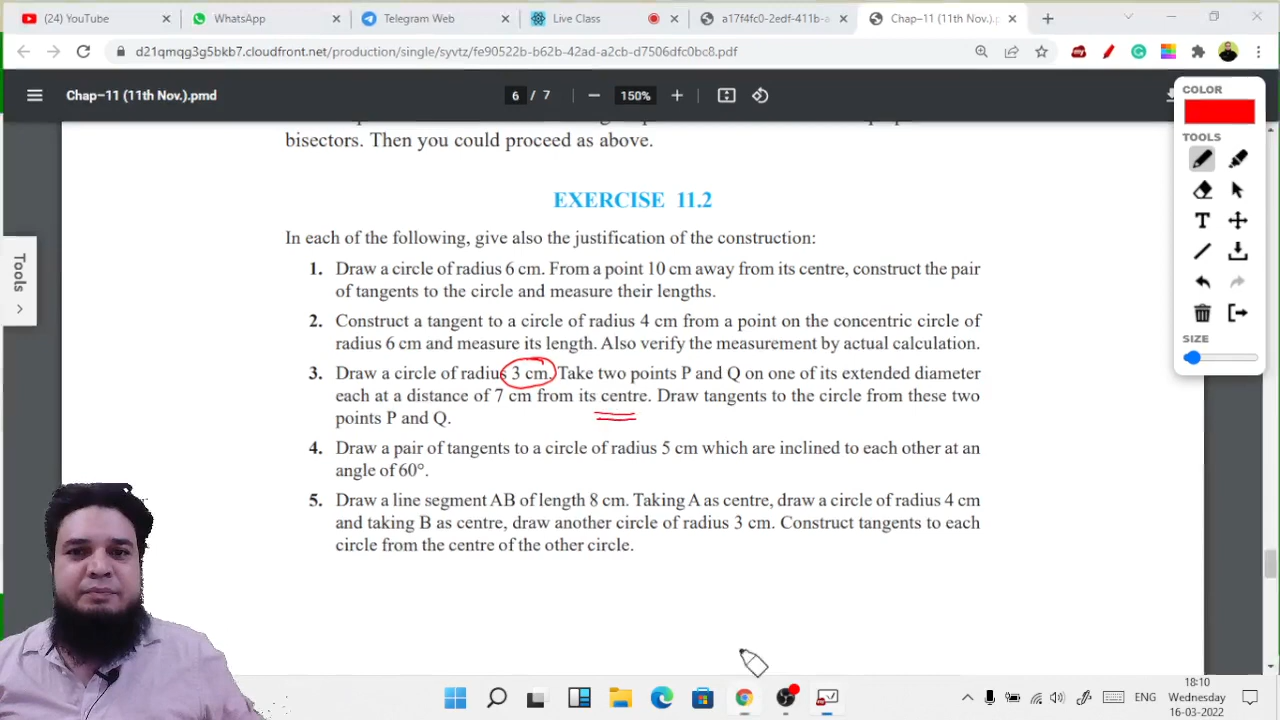 (24) YouTube
WhatsApp
Telegram Web
Live Class
a17f4fc0-2edf-411b-a
Chap-11 (11th Nov.).p
d21qmqg3g5bkb7.cloudfront.net/production/single/syvtz/fe90522b-b62b-42ad-a2cb-d7506dfc0bc8.pdf
Chap-11 (11th Nov.).pmd
6 / 7
150%
COLOR
TOOLS
T
SIZE
Tools
bisectors. Then you could proceed as above.
EXERCISE 11.2
In each of the following, give also the justification of the construction:
1. Draw a circle of radius 6 cm. From a point 10 cm away from its centre, construct the pair
of tangents to the circle and measure their lengths.
2. Construct a tangent to a circle of radius 4 cm from a point on the concentric circle of
radius 6 cm and measure its length. Also verify the measurement by actual calculation.
3. Draw a circle of radius 3 cm. Take two points P and Q on one of its extended diameter
each at a distance of 7 cm from its centre. Draw tangents to the circle from these two
points P and Q.
4. Draw a pair of tangents to a circle of radius 5 cm which are inclined to each other at an
angle of 60°.
5. Draw a line segment AB of length 8 cm. Taking A as centre, draw a circle of radius 4 cm
and taking B as centre, draw another circle of radius 3 cm. Construct tangents to each
circle from the centre of the other circle.
ENG
18:10
Wednesday
16-03-2022